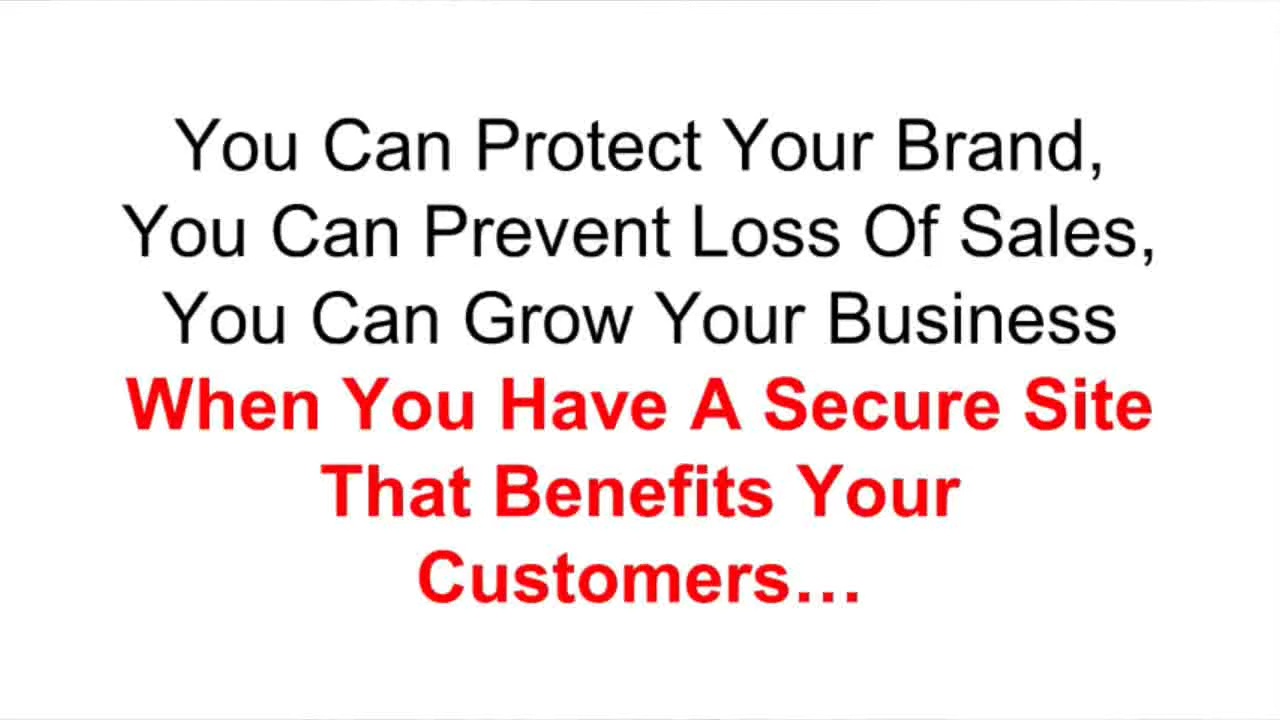 You Can Protect Your Brand,
You Can Prevent Loss Of Sales,
You Can Grow Your Business
When You Have A Secure Site
That Benefits Your
Customers…